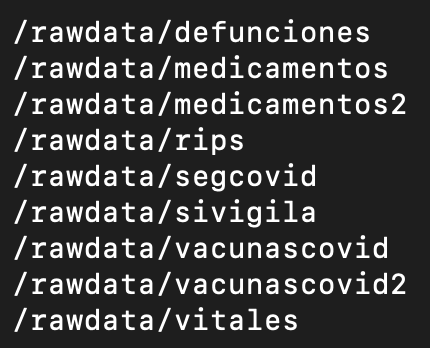 /rawdata/defunciones
/rawdata/medicamentos
/rawdata/medicamentos2
/rawdata/rips
/rawdata/segcovid
/rawdata/sivigila
/rawdata/vacunascovid
/rawdata/vacunascovid2
/rawdata/vitales